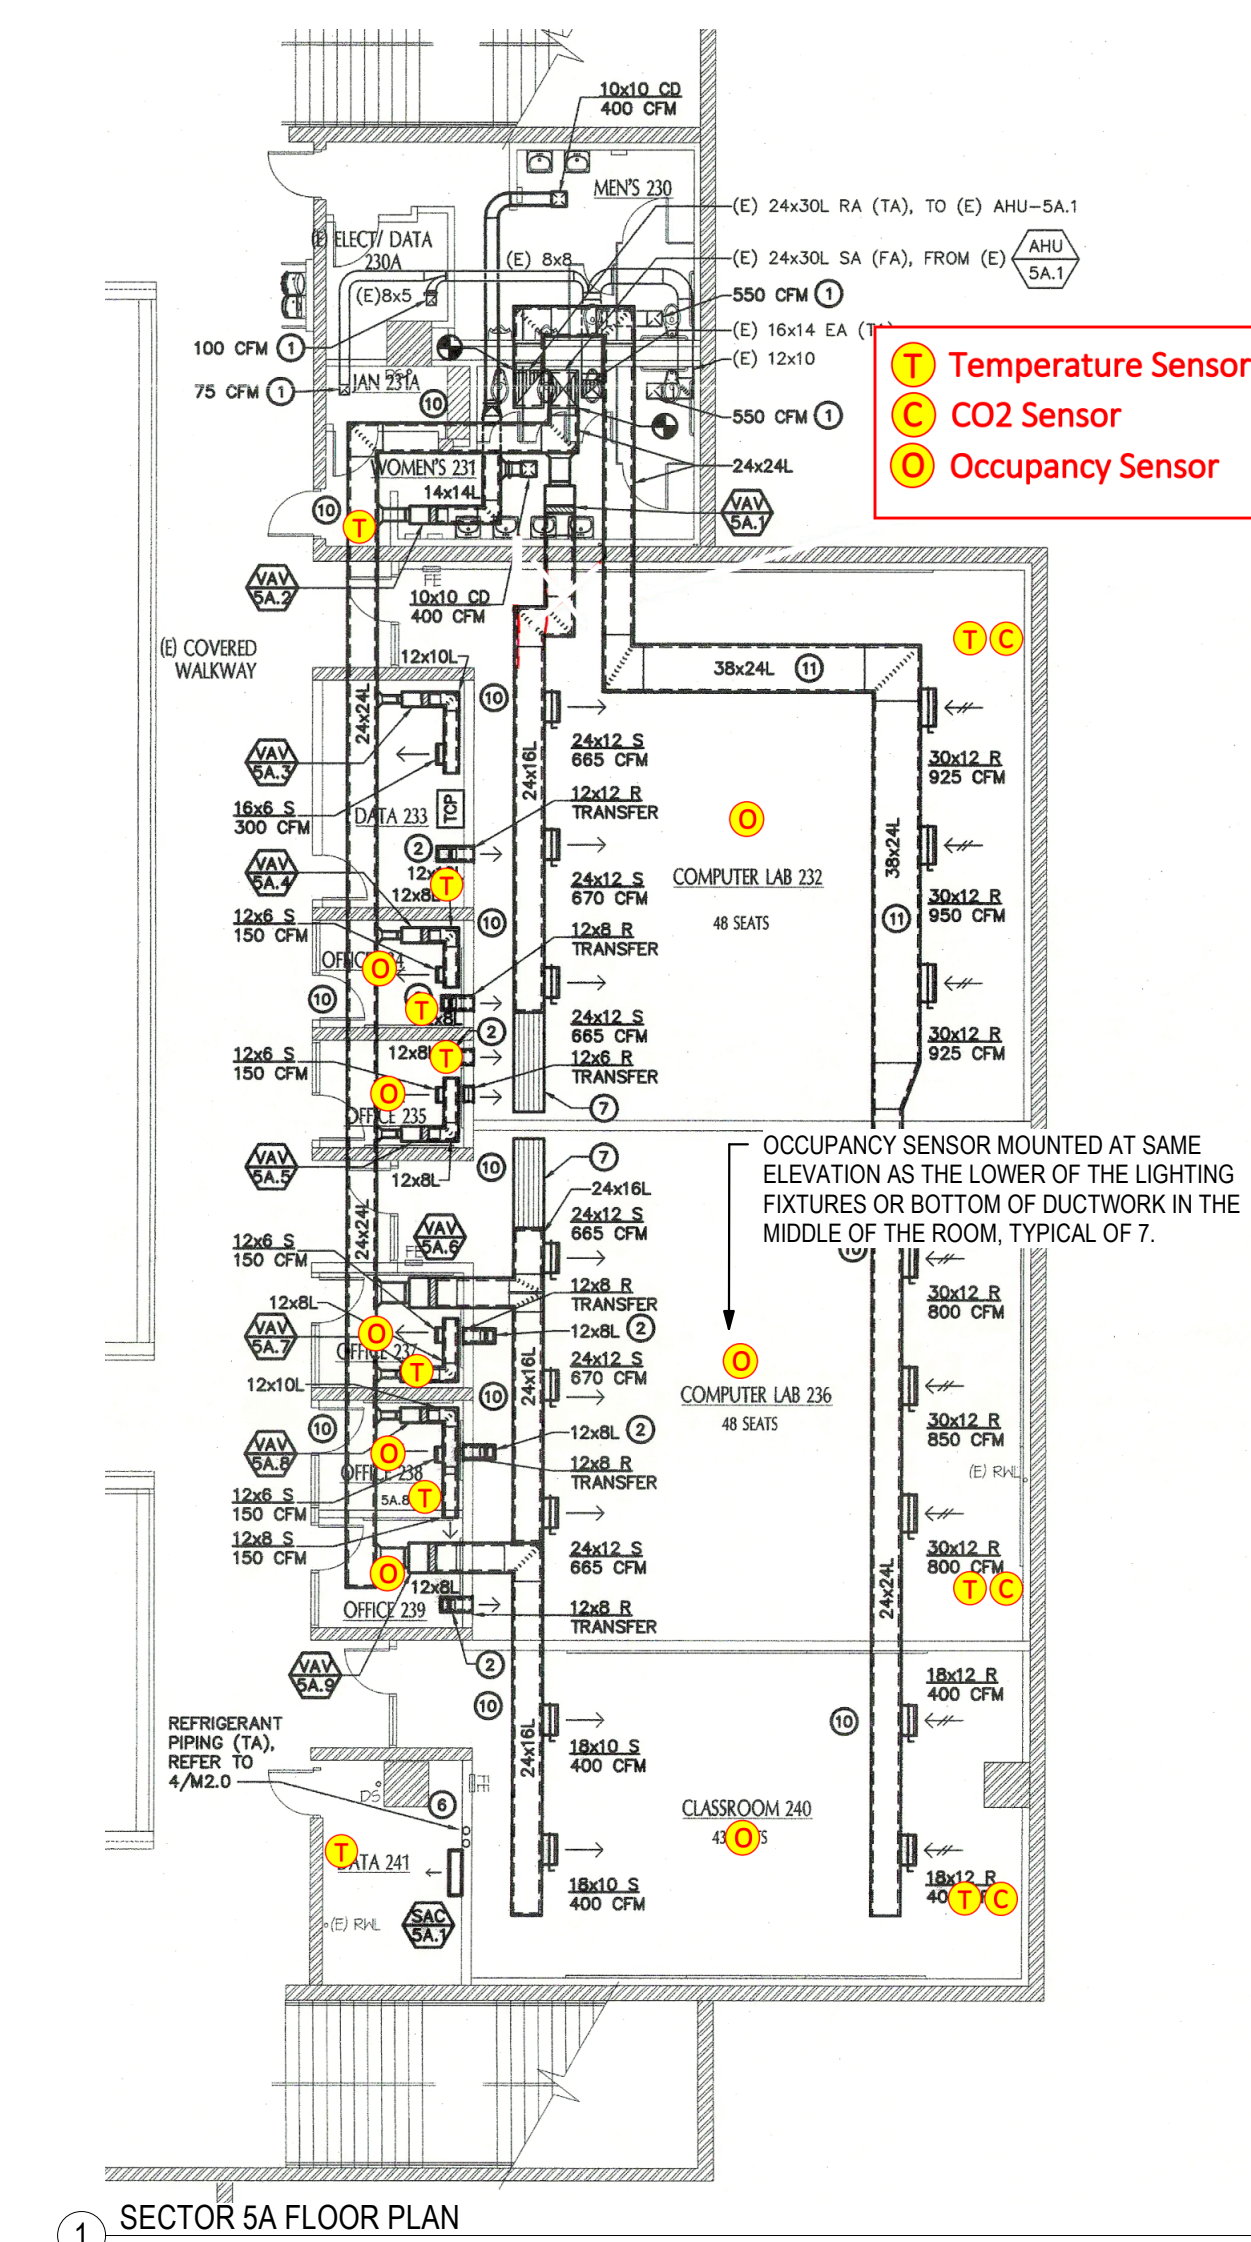 10x10 CD
400 CFM
MEN'S 230
(E) 24x30L RA (TA), TO (E) AHU-5A.1
(E) ELECT/ DATA
230A
(E) 8x8
(E) 24x30L SA (FA), FROM (E)
AHU
5A.1
(E)8x5
550 CFM 1
(E) 16x14 EA
100 CFM 1
(E) 12x10
75 CFM 1
JAN 231A
10
550 CFM 1
T Temperature Sensor
C CO2 Sensor
O Occupancy Sensor
WOMEN'S 231
24x24L
14x14L
10
T
VAV
5A.1
VAV
5A.2
FE
10x10 CD
400 CFM
(E) COVERED
WALKWAY
T C
12x10L
38x24L 11
10
24x24L
VAV
5A.3
24x12 S
665 CFM
24x16L
30x12 R
925 CFM
16x6 S
300 CFM
DATA 233
TCP
12x12 R
TRANSFER
O
2
38x24L
VAV
5A.4
12x8L
T
24x12 S
670 CFM
COMPUTER LAB 232
48 SEATS
30x12 R
950 CFM
11
12x6 S
150 CFM
10
12x8 R
TRANSFER
O
10
T
24x12 S
665 CFM
30x12 R
925 CFM
12x6 S
150 CFM
T
2
12x6 R
TRANSFER
O
OFFICE 235
7
VAV
5A.5
12x8L
10
7
OCCUPANCY SENSOR MOUNTED AT SAME
ELEVATION AS THE LOWER OF THE LIGHTING
FIXTURES OR BOTTOM OF DUCTWORK IN THE
MIDDLE OF THE ROOM, TYPICAL OF 7.
24x16L
24x24L
VAV
5A.6
FE
24x12 S
665 CFM
12x6 S
150 CFM
10
30x12 R
800 CFM
12x8L
12x8 R
TRANSFER
VAV
5A.7
O
12x8L 2
OFFICE 237
T
24x16L
24x12 S
670 CFM
O
COMPUTER LAB 236
48 SEATS
12x10L
10
10
12x8L 2
30x12 R
850 CFM
VAV
5A.8
O
OFFICE 238
12x8 R
TRANSFER
(E) RWL
12x6 S
150 CFM
5A.8
T
12x8 S
150 CFM
24x12 S
665 CFM
30x12 R
800 CFM
T C
O
12x8L
24x24L
OFFICE 239
12x8 R
TRANSFER
VAV
5A.9
2
10
18x12 R
400 CFM
10
REFRIGERANT
PIPING (TA),
REFER TO
4/M2.0
24x16L
18x10 S
400 CFM
DS
6
FE
CLASSROOM 240
O
T
DATA 241
18x10 S
400 CFM
18x12 R
T C
(E) RWL
SAC
5A.1
1
SECTOR 5A FLOOR PLAN